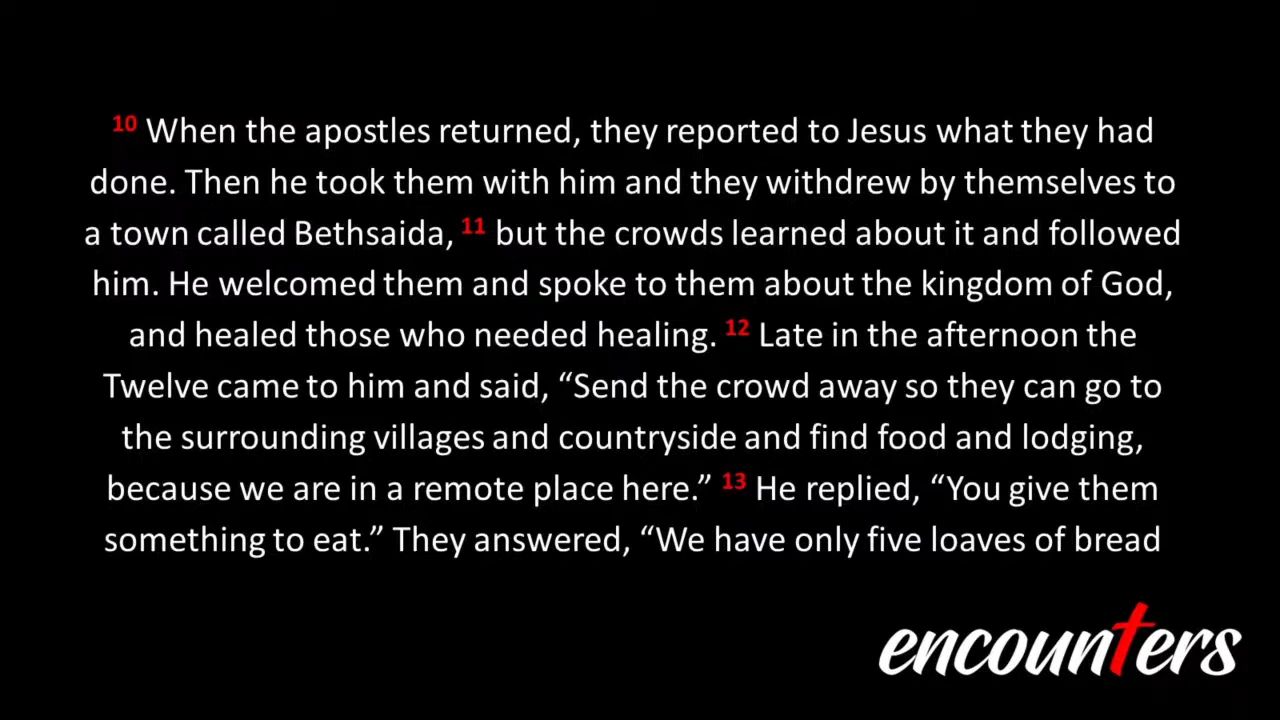 10 When the apostles returned, they reported to Jesus what they had
done. Then he took them with him and they withdrew by themselves to
a town called Bethsaida, 11 but the crowds learned about it and followed
him. He welcomed them and spoke to them about the kingdom of God,
and healed those who needed healing. 12 Late in the afternoon the
Twelve came to him and said, “Send the crowd away so they can go to
the surrounding villages and countryside and find food and lodging,
because we are in a remote place here.” 13 He replied, “You give them
something to eat.” They answered, “We have only five loaves of bread
encounters